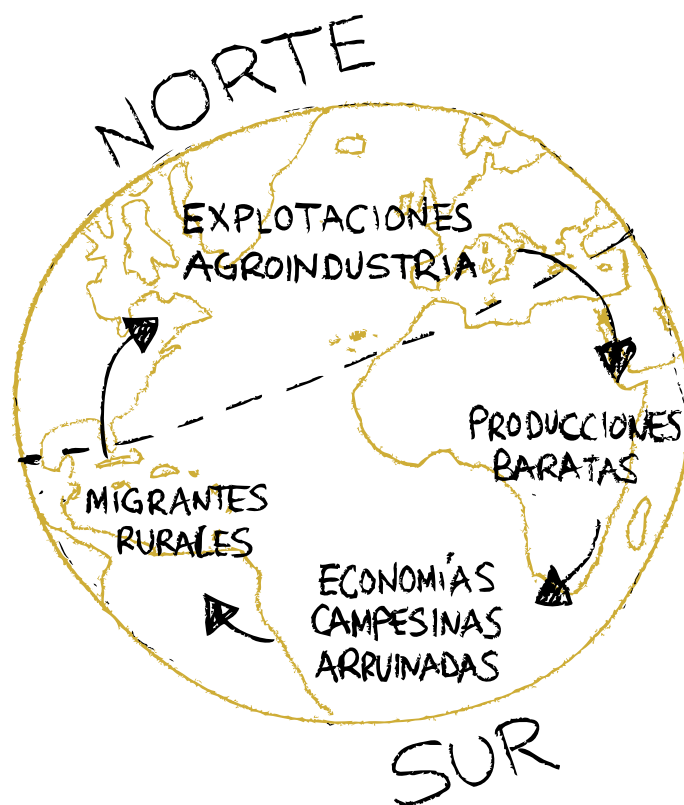 NORTE
EXPLOTACIONES
AGROINDUSTRIA
PRODUCCIONES
BARATAS
MIGRANTES
RURALES
ECONOMÍAS
CAMPESINAS
ARRUINADAS
SUR